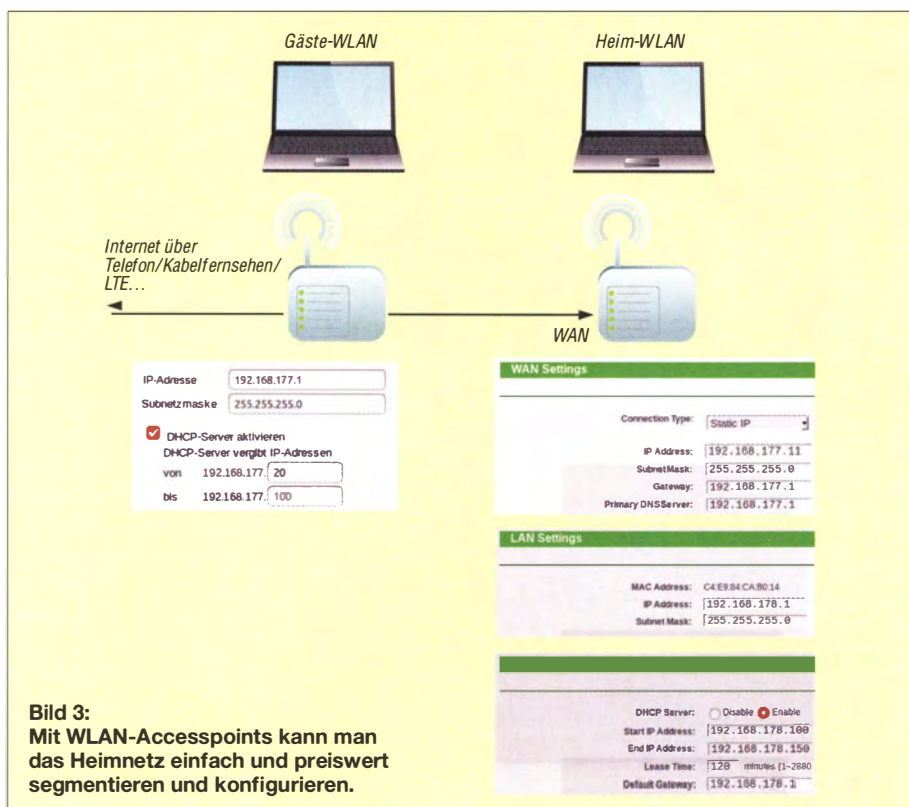 Gäste-WLAN
Heim-WLAN
Internet über
Telefon/Kabelfernsehen/
LTE...
WAN
IP-Adresse 192.168.177.1
Subnetzmaske 255.255.255.0
DHCP-Server aktivieren
DHCP-Server vergibt IP-Adressen
von 192.168.177. 20
bis 192.168.177. 100
WAN Settings
Connection Type: Static IP
IP Address: 192.168.177.11
SubnetMask: 255.255.255.0
Gateway: 192.168.177.1
Primary DNSServer: 192.168.177.1
LAN Settings
MAC Address: C4:E9:84:CA:B0:14
IP Address: 192.168.178.1
Subnet Mask: 255.255.255.0
DHCP Server: Disable Enable
Start IP Address: 192.168.178.100
End IP Address: 192.168.178.150
Lease Time: 120 minutes (1~2880
Default Gateway: 192.168.178.1
Bild 3:
Mit WLAN-Accesspoints kann man
das Heimnetz einfach und preiswert
segmentieren und konfigurieren.